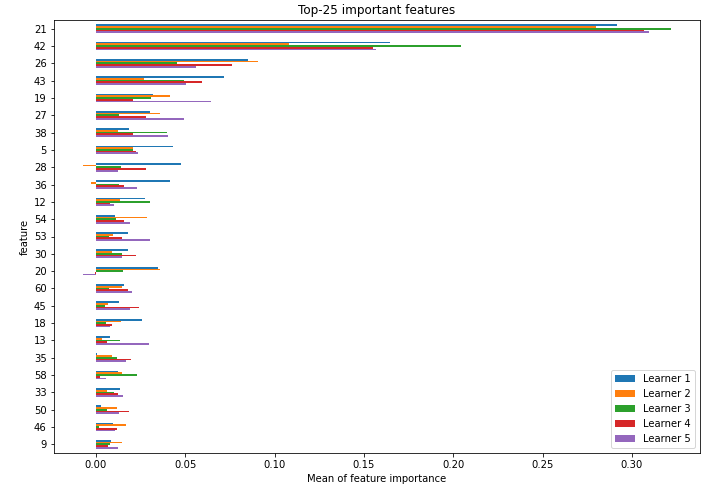 Top-25 important features
21
42
26
43
19
27
38
5
28
36
12
54
53
30
20
60
45
18
13
35
58
33
50
46
9
feature
Learner 1
Learner 2
Learner 3
Learner 4
Learner 5
0.00 0.05 0.10 0.15 0.20 0.25 0.30
Mean of feature importance